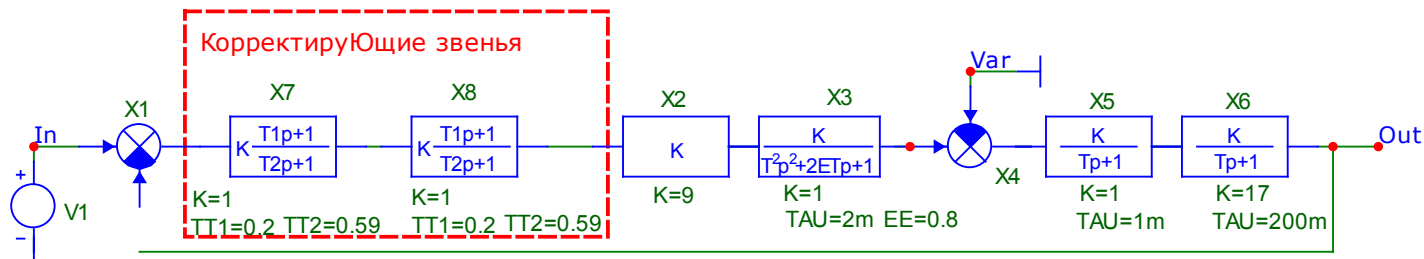 КорректируЮщие звенья
Var
X1
X7
X8
X2
X3
X5
X6
In
K T1p+1
T2p+1
K T1p+1
T2p+1
K
K
T²p²+2ETp+1
K
Tp+1
K
Tp+1
Out
X4
+
V1
−
K=1
TT1=0.2 TT2=0.59
K=1
TT1=0.2 TT2=0.59
K=9
K=1
TAU=2m EE=0.8
K=1
TAU=1m
K=17
TAU=200m